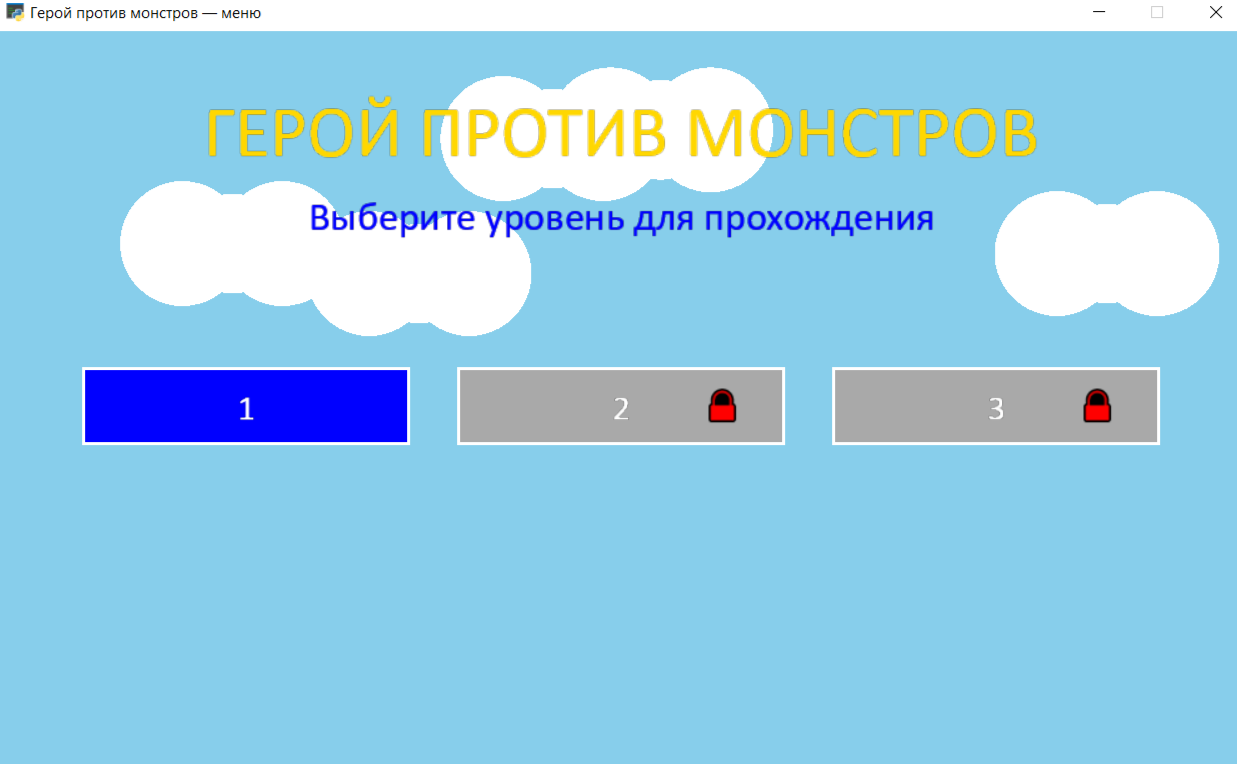 Герой против монстров — меню
ГЕРОЙ ПРОТИВ МОНСТРОВ
Выберите уровень для прохождения
1
2
3